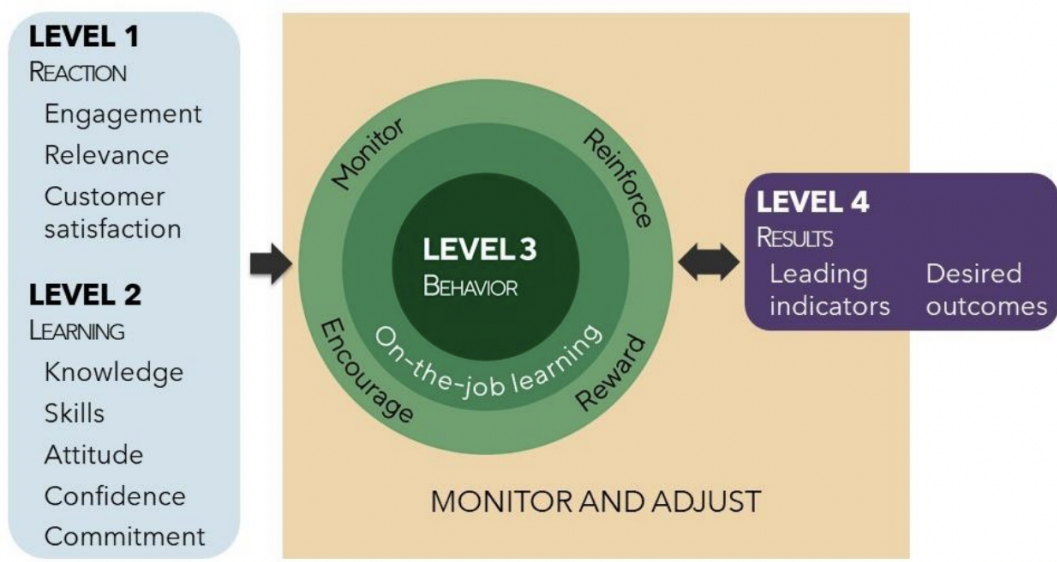 LEVEL 1
REACTION
Engagement
Relevance
Customer
satisfaction
LEVEL 2
LEARNING
Knowledge
Skills
Attitude
Confidence
Commitment
Monitor
Reinforce
LEVEL 3
BEHAVIOR
On-the-job learning
Encourage
Reward
MONITOR AND ADJUST
LEVEL 4
RESULTS
Leading
indicators
Desired
outcomes